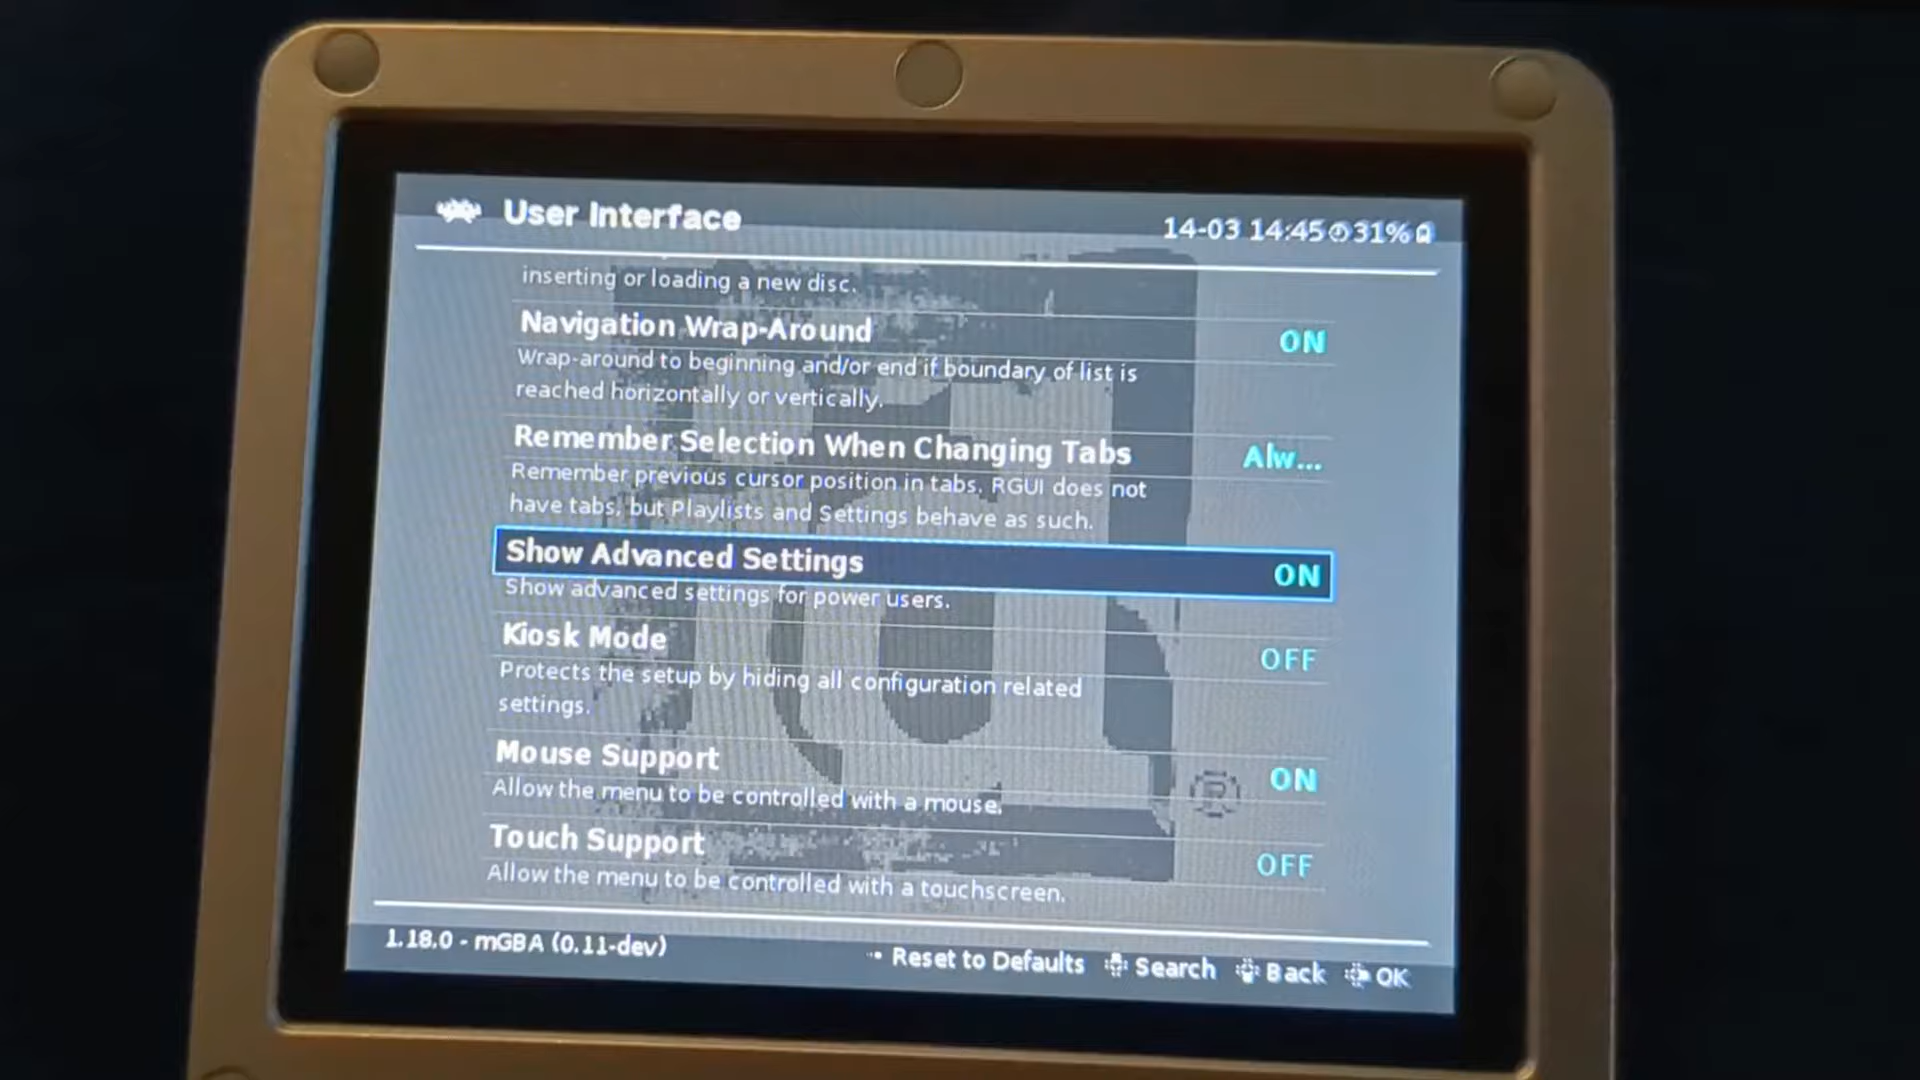 User Interface
14-03 14:45 31%
inserting or loading a new disc.
Navigation Wrap-Around ON
Wrap-around to beginning and/or end if boundary of list is
reached horizontally or vertically.
Remember Selection When Changing Tabs Alw...
Remember previous cursor position in tabs. RGUI does not
have tabs, but Playlists and Settings behave as such.
Show Advanced Settings ON
Show advanced settings for power users.
Kiosk Mode OFF
Protects the setup by hiding all configuration related
settings.
Mouse Support ON
Allow the menu to be controlled with a mouse.
Touch Support OFF
Allow the menu to be controlled with a touchscreen.
1.18.0 - mGBA (0.11-dev) Reset to Defaults Search Back OK